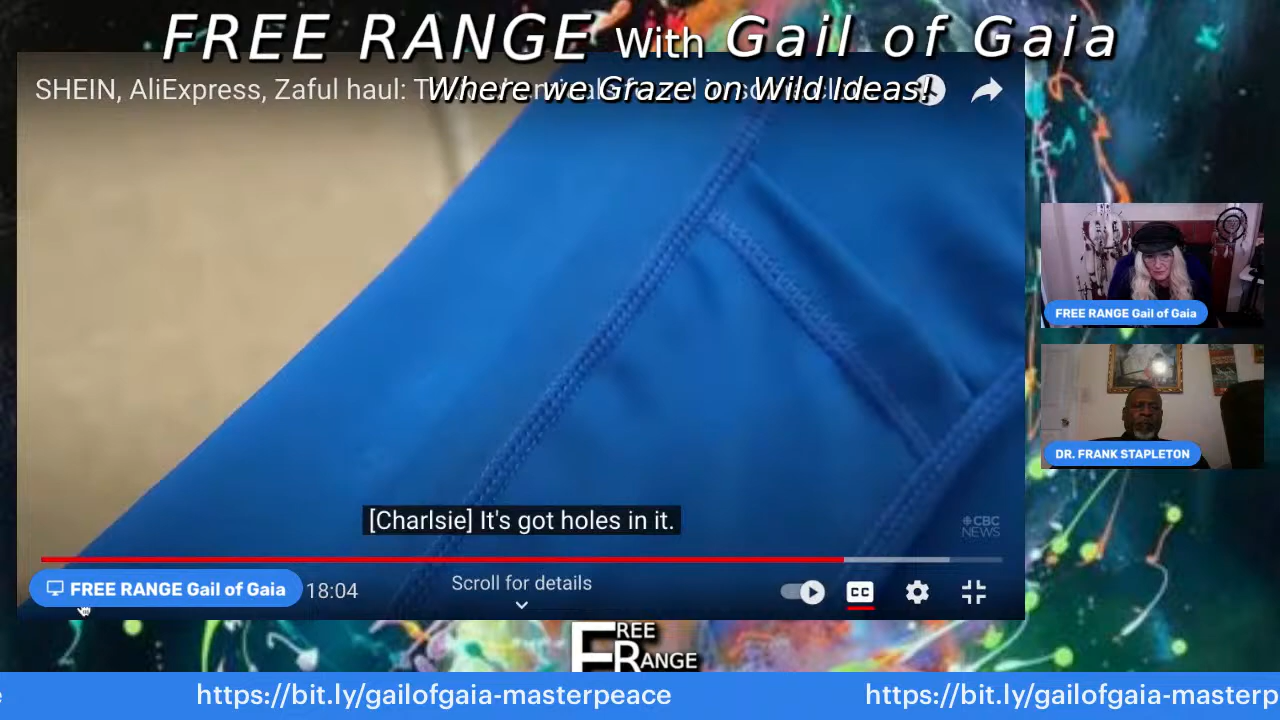 FREE RANGE With Gail of Gaia
SHEIN, AliExpress, Zaful haul:
Where we Graze on Wild Ideas!
FREE RANGE Gail of Gaia
DR. FRANK STAPLETON
[Charlsie] It's got holes in it.
CBC
NEWS
FREE RANGE Gail of Gaia
18:04
Scroll for details
CC
FREE
RANGE
https://bit.ly/gailofgaia-masterpeace
https://bit.ly/gailofgaia-masterp